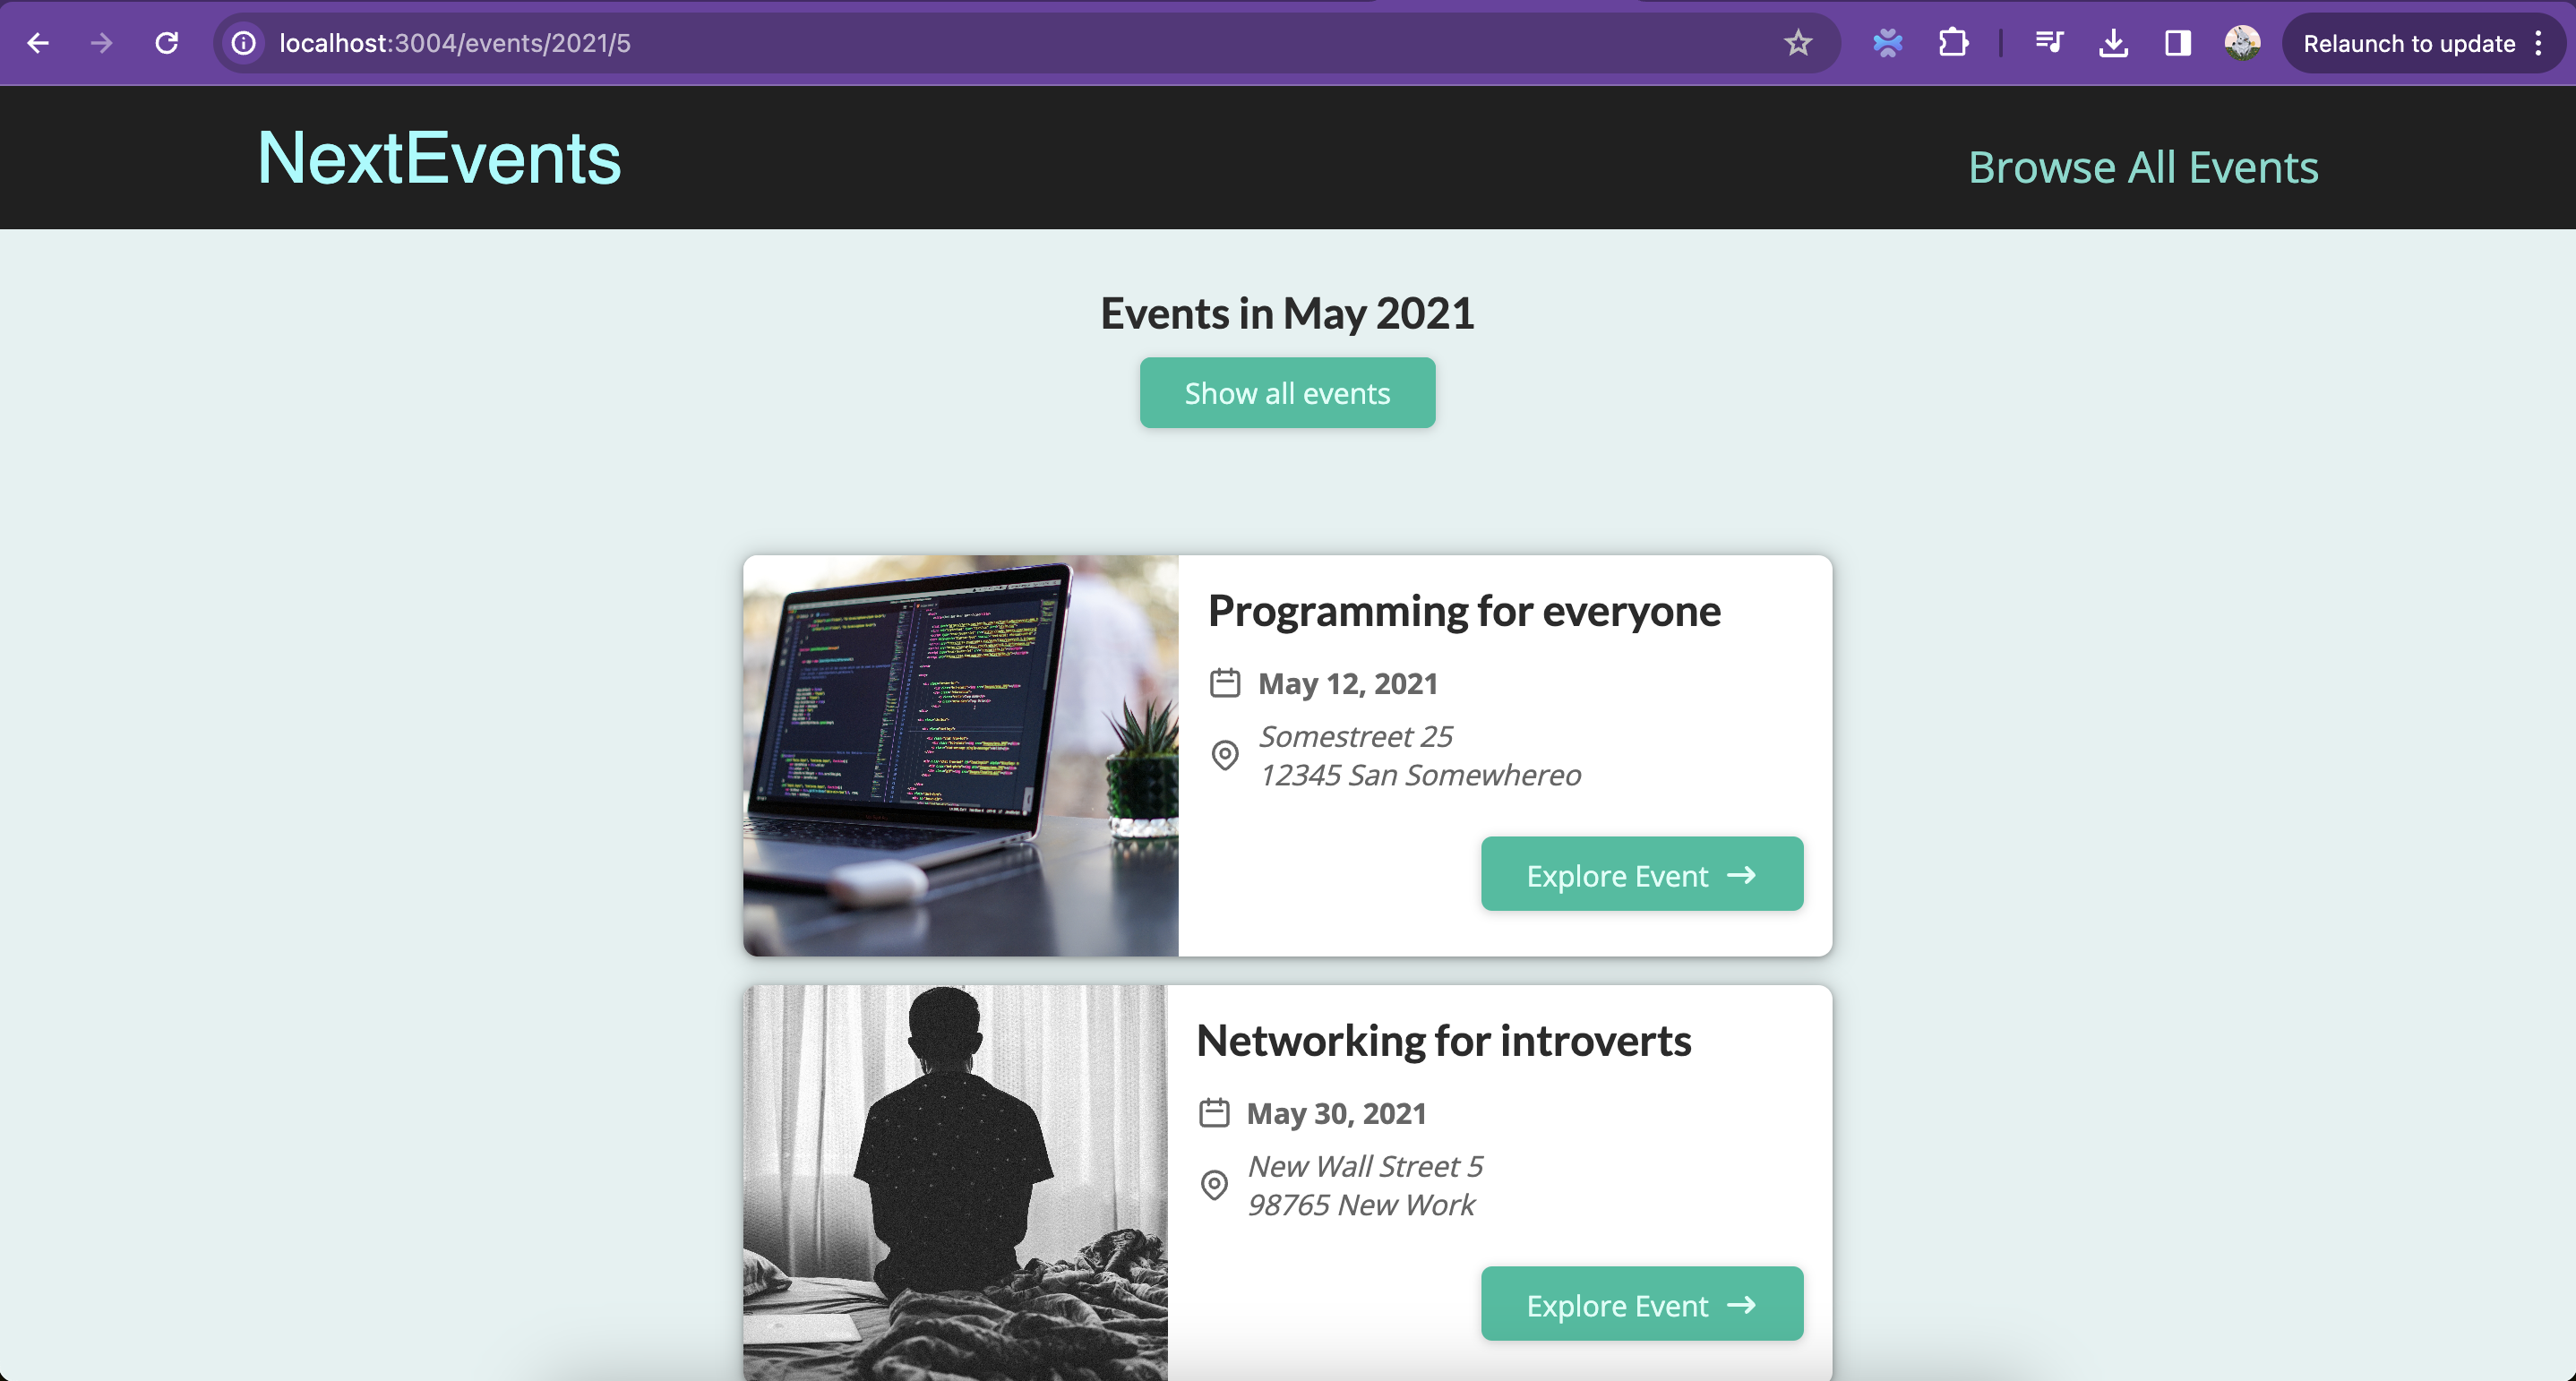 localhost:3004/events/2021/5
Relaunch to update
NextEvents
Browse All Events
Events in May 2021
Show all events
Programming for everyone
May 12, 2021
Somestreet 25
12345 San Somewhereo
Explore Event →
Networking for introverts
May 30, 2021
New Wall Street 5
98765 New Work
Explore Event →